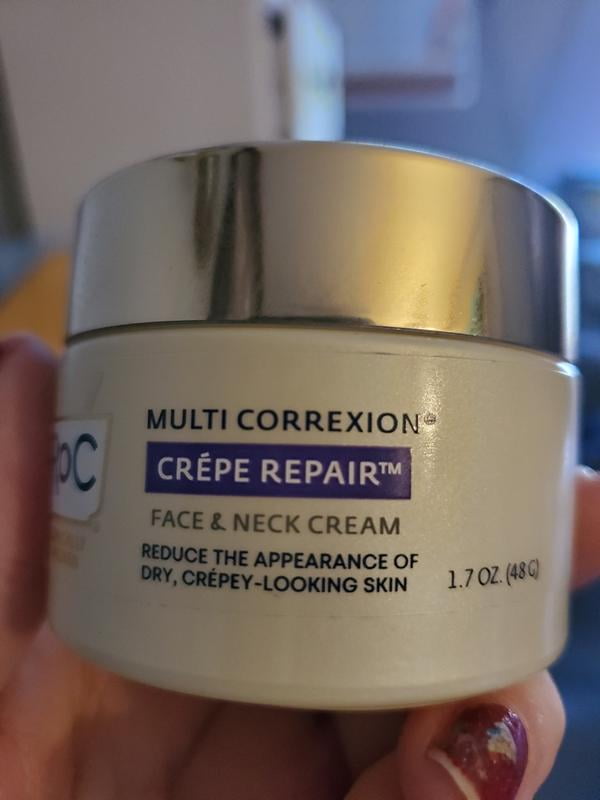 MULTI CORREXION®
CRÉPE REPAIR™
FACE & NECK CREAM
REDUCE THE APPEARANCE OF
DRY, CRÉPEY-LOOKING SKIN
1.7 OZ. (48 G)